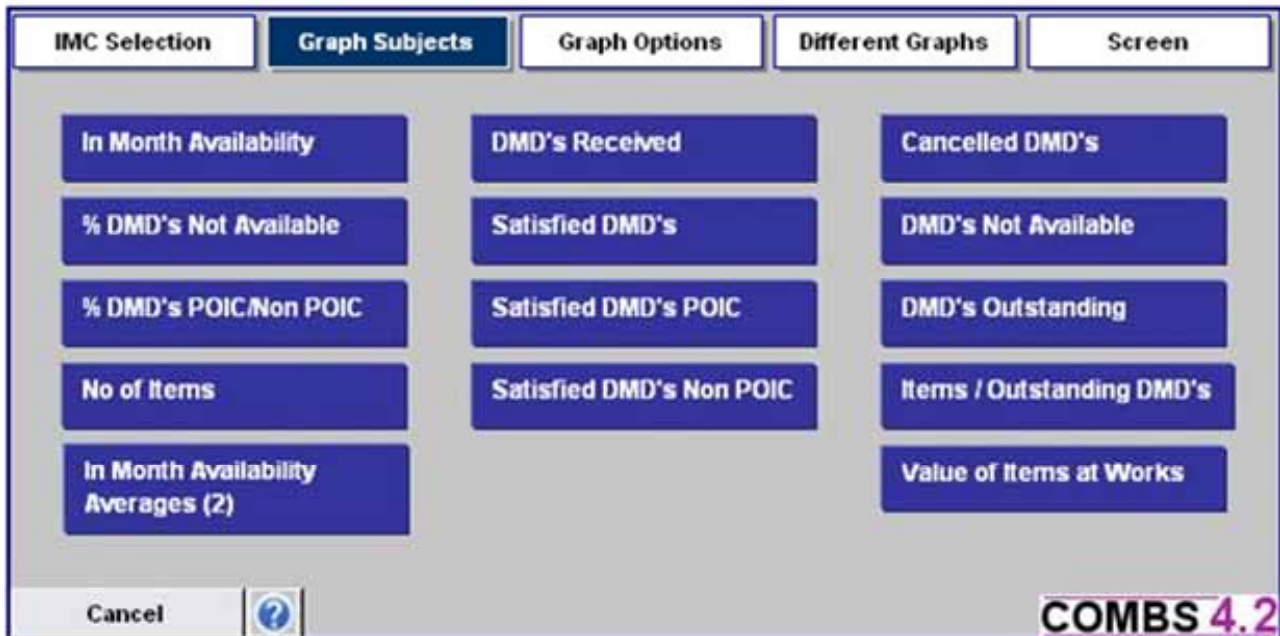 IMC Selection
Graph Subjects
Graph Options
Different Graphs
Screen
In Month Availability
DMD's Received
Cancelled DMD's
% DMD's Not Available
Satisfied DMD's
DMD's Not Available
% DMD's POIC/Non POIC
Satisfied DMD's POIC
DMD's Outstanding
No of Items
Satisfied DMD's Non POIC
Items / Outstanding DMD's
In Month Availability
Averages (2)
Value of Items at Works
Cancel
?
COMBS 4.2